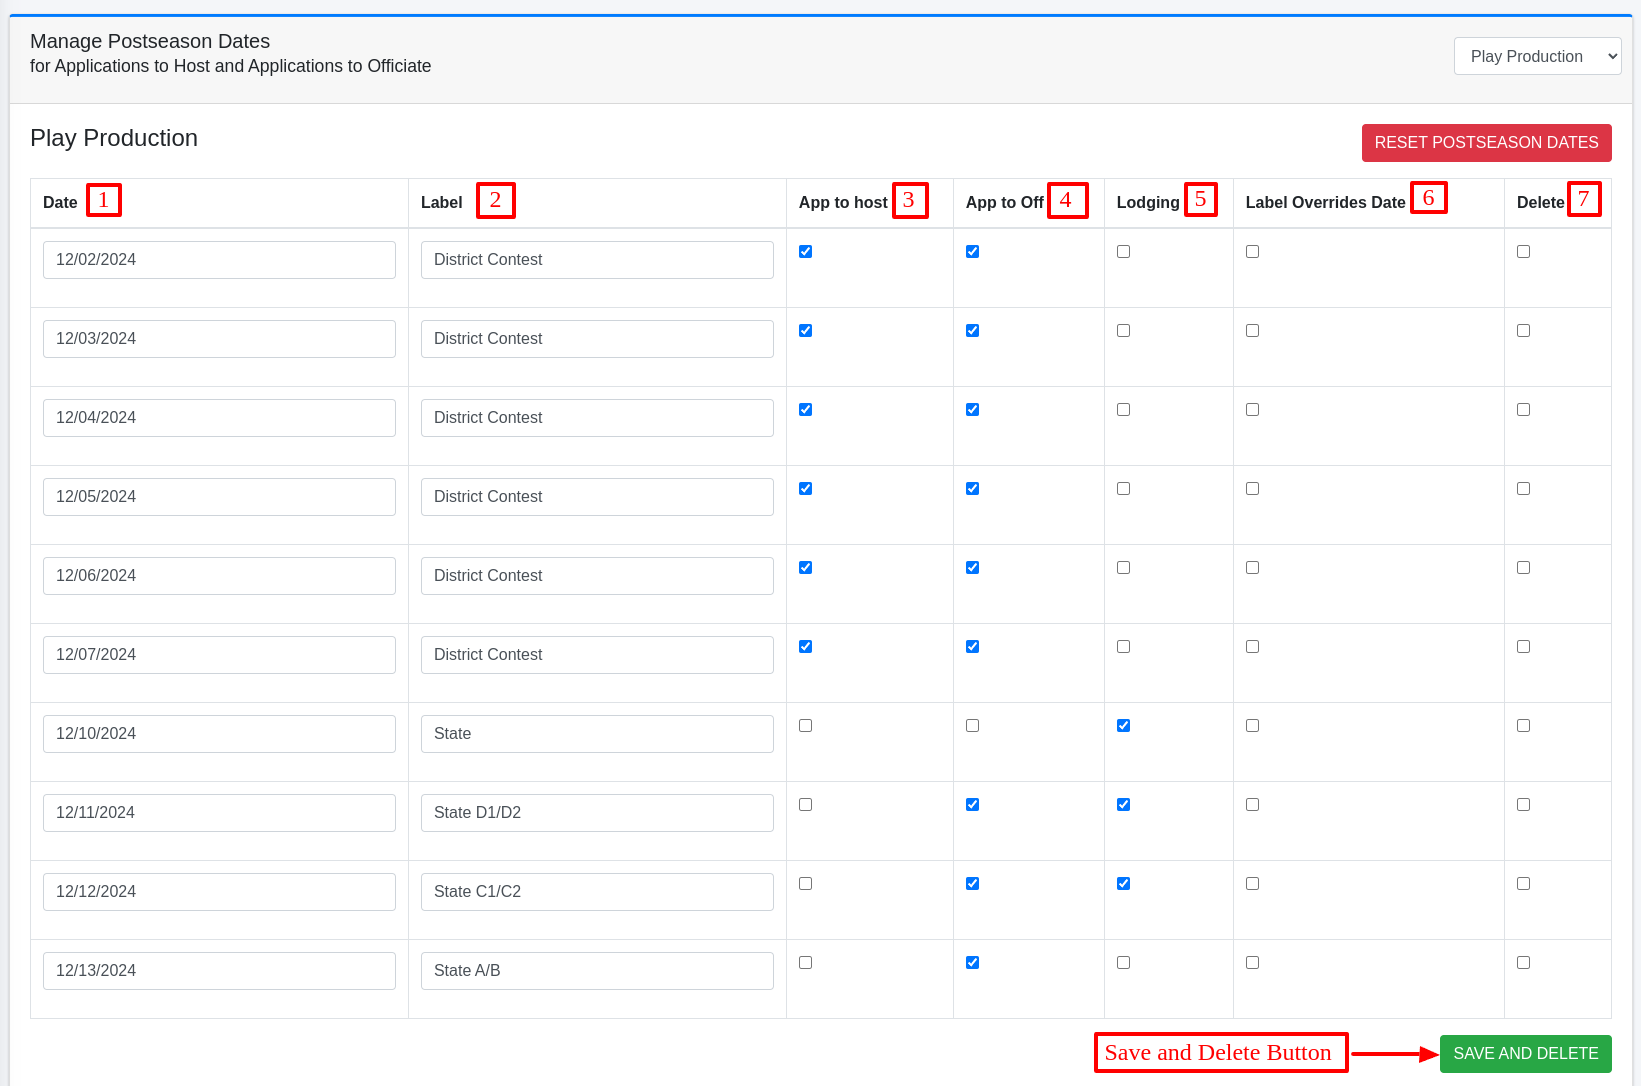 Manage Postseason Dates
for Applications to Host and Applications to Officiate
Play Production
Play Production
RESET POSTSEASON DATES
Date 1 Label 2 App to host 3 App to Off 4 Lodging 5 Label Overrides Date 6 Delete 7
12/02/2024 District Contest
12/03/2024 District Contest
12/04/2024 District Contest
12/05/2024 District Contest
12/06/2024 District Contest
12/07/2024 District Contest
12/10/2024 State
12/11/2024 State D1/D2
12/12/2024 State C1/C2
12/13/2024 State A/B
Save and Delete Button SAVE AND DELETE